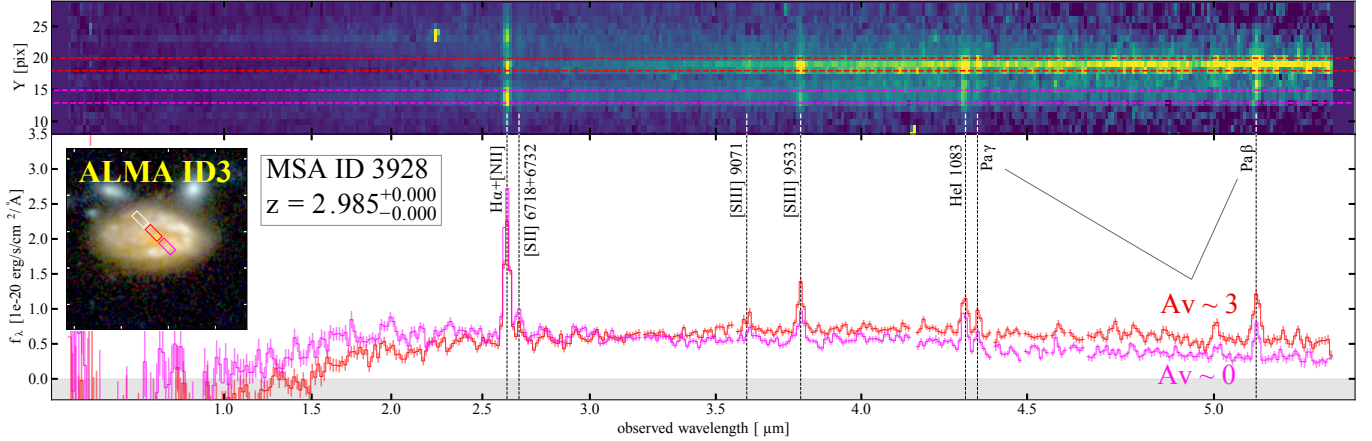 Y [pix]
25
20
15
10
3.5
3.0
2.5
2.0
1.5
1.0
0.5
0.0
f_λ [1e-20 erg/s/cm²/Å]
ALMA ID3
MSA ID 3928
z = 2.985^{+0.000}_{−0.000}
Hα+[NII]
[SII] 6718+6732
[SIII] 9071
[SIII] 9533
HeI 1083
Pa γ
Pa β
Av ~ 3
Av ~ 0
1.0 1.5 2.0 2.5 3.0 3.5 4.0 4.5 5.0
observed wavelength [ μm]